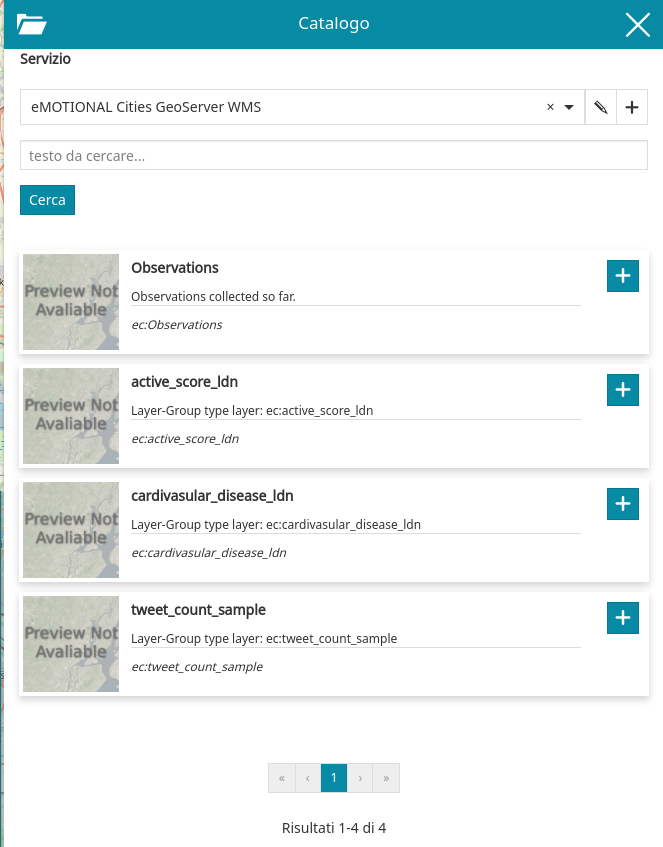 Catalogo
Servizio
eMOTIONAL Cities GeoServer WMS
×
testo da cercare...
Cerca
Preview Not
Avaliable
Observations
Observations collected so far.
ec:Observations
Preview Not
Avaliable
active_score_ldn
Layer-Group type layer: ec:active_score_ldn
ec:active_score_ldn
Preview Not
Avaliable
cardivasular_disease_ldn
Layer-Group type layer: ec:cardivasular_disease_ldn
ec:cardivasular_disease_ldn
Preview Not
Avaliable
tweet_count_sample
Layer-Group type layer: ec:tweet_count_sample
ec:tweet_count_sample
« ‹ 1 › »
Risultati 1-4 di 4